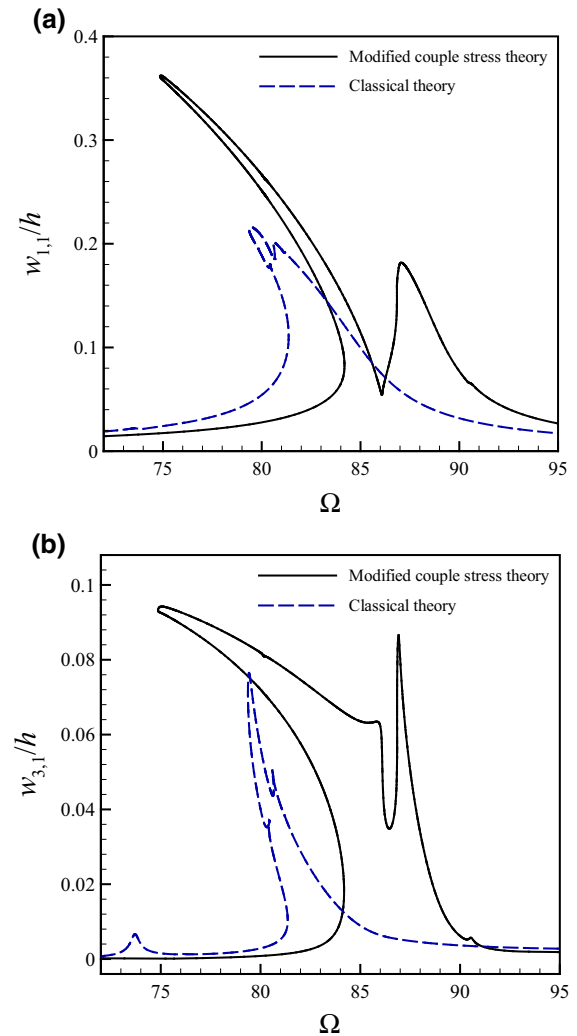 (a)
0.4
Modified couple stress theory
Classical theory
0.3
w1,1/h
0.2
0.1
0
75 80 85 90 95
Ω
(b)
0.1
Modified couple stress theory
Classical theory
0.08
w3,1/h
0.06
0.04
0.02
0
75 80 85 90 95
Ω